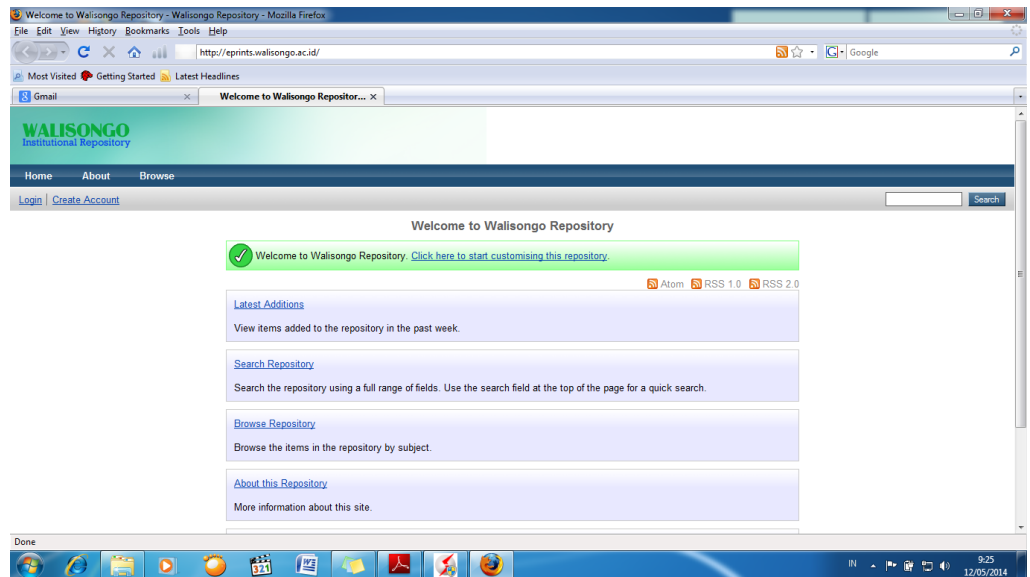 Welcome to Walisongo Repository - Walisongo Repository - Mozilla Firefox
File Edit View History Bookmarks Tools Help
http://eprints.walisongo.ac.id/
G Google
Most Visited Getting Started Latest Headlines
8 Gmail
Welcome to Walisongo Repositor...
WALISONGO
Institutional Repository
Home About Browse
Login | Create Account
Search
Welcome to Walisongo Repository
Welcome to Walisongo Repository. Click here to start customising this repository.
Atom RSS 1.0 RSS 2.0
Latest Additions
View items added to the repository in the past week.
Search Repository
Search the repository using a full range of fields. Use the search field at the top of the page for a quick search.
Browse Repository
Browse the items in the repository by subject.
About this Repository
More information about this site.
Done
321
W
IN
9:25
12/05/2014